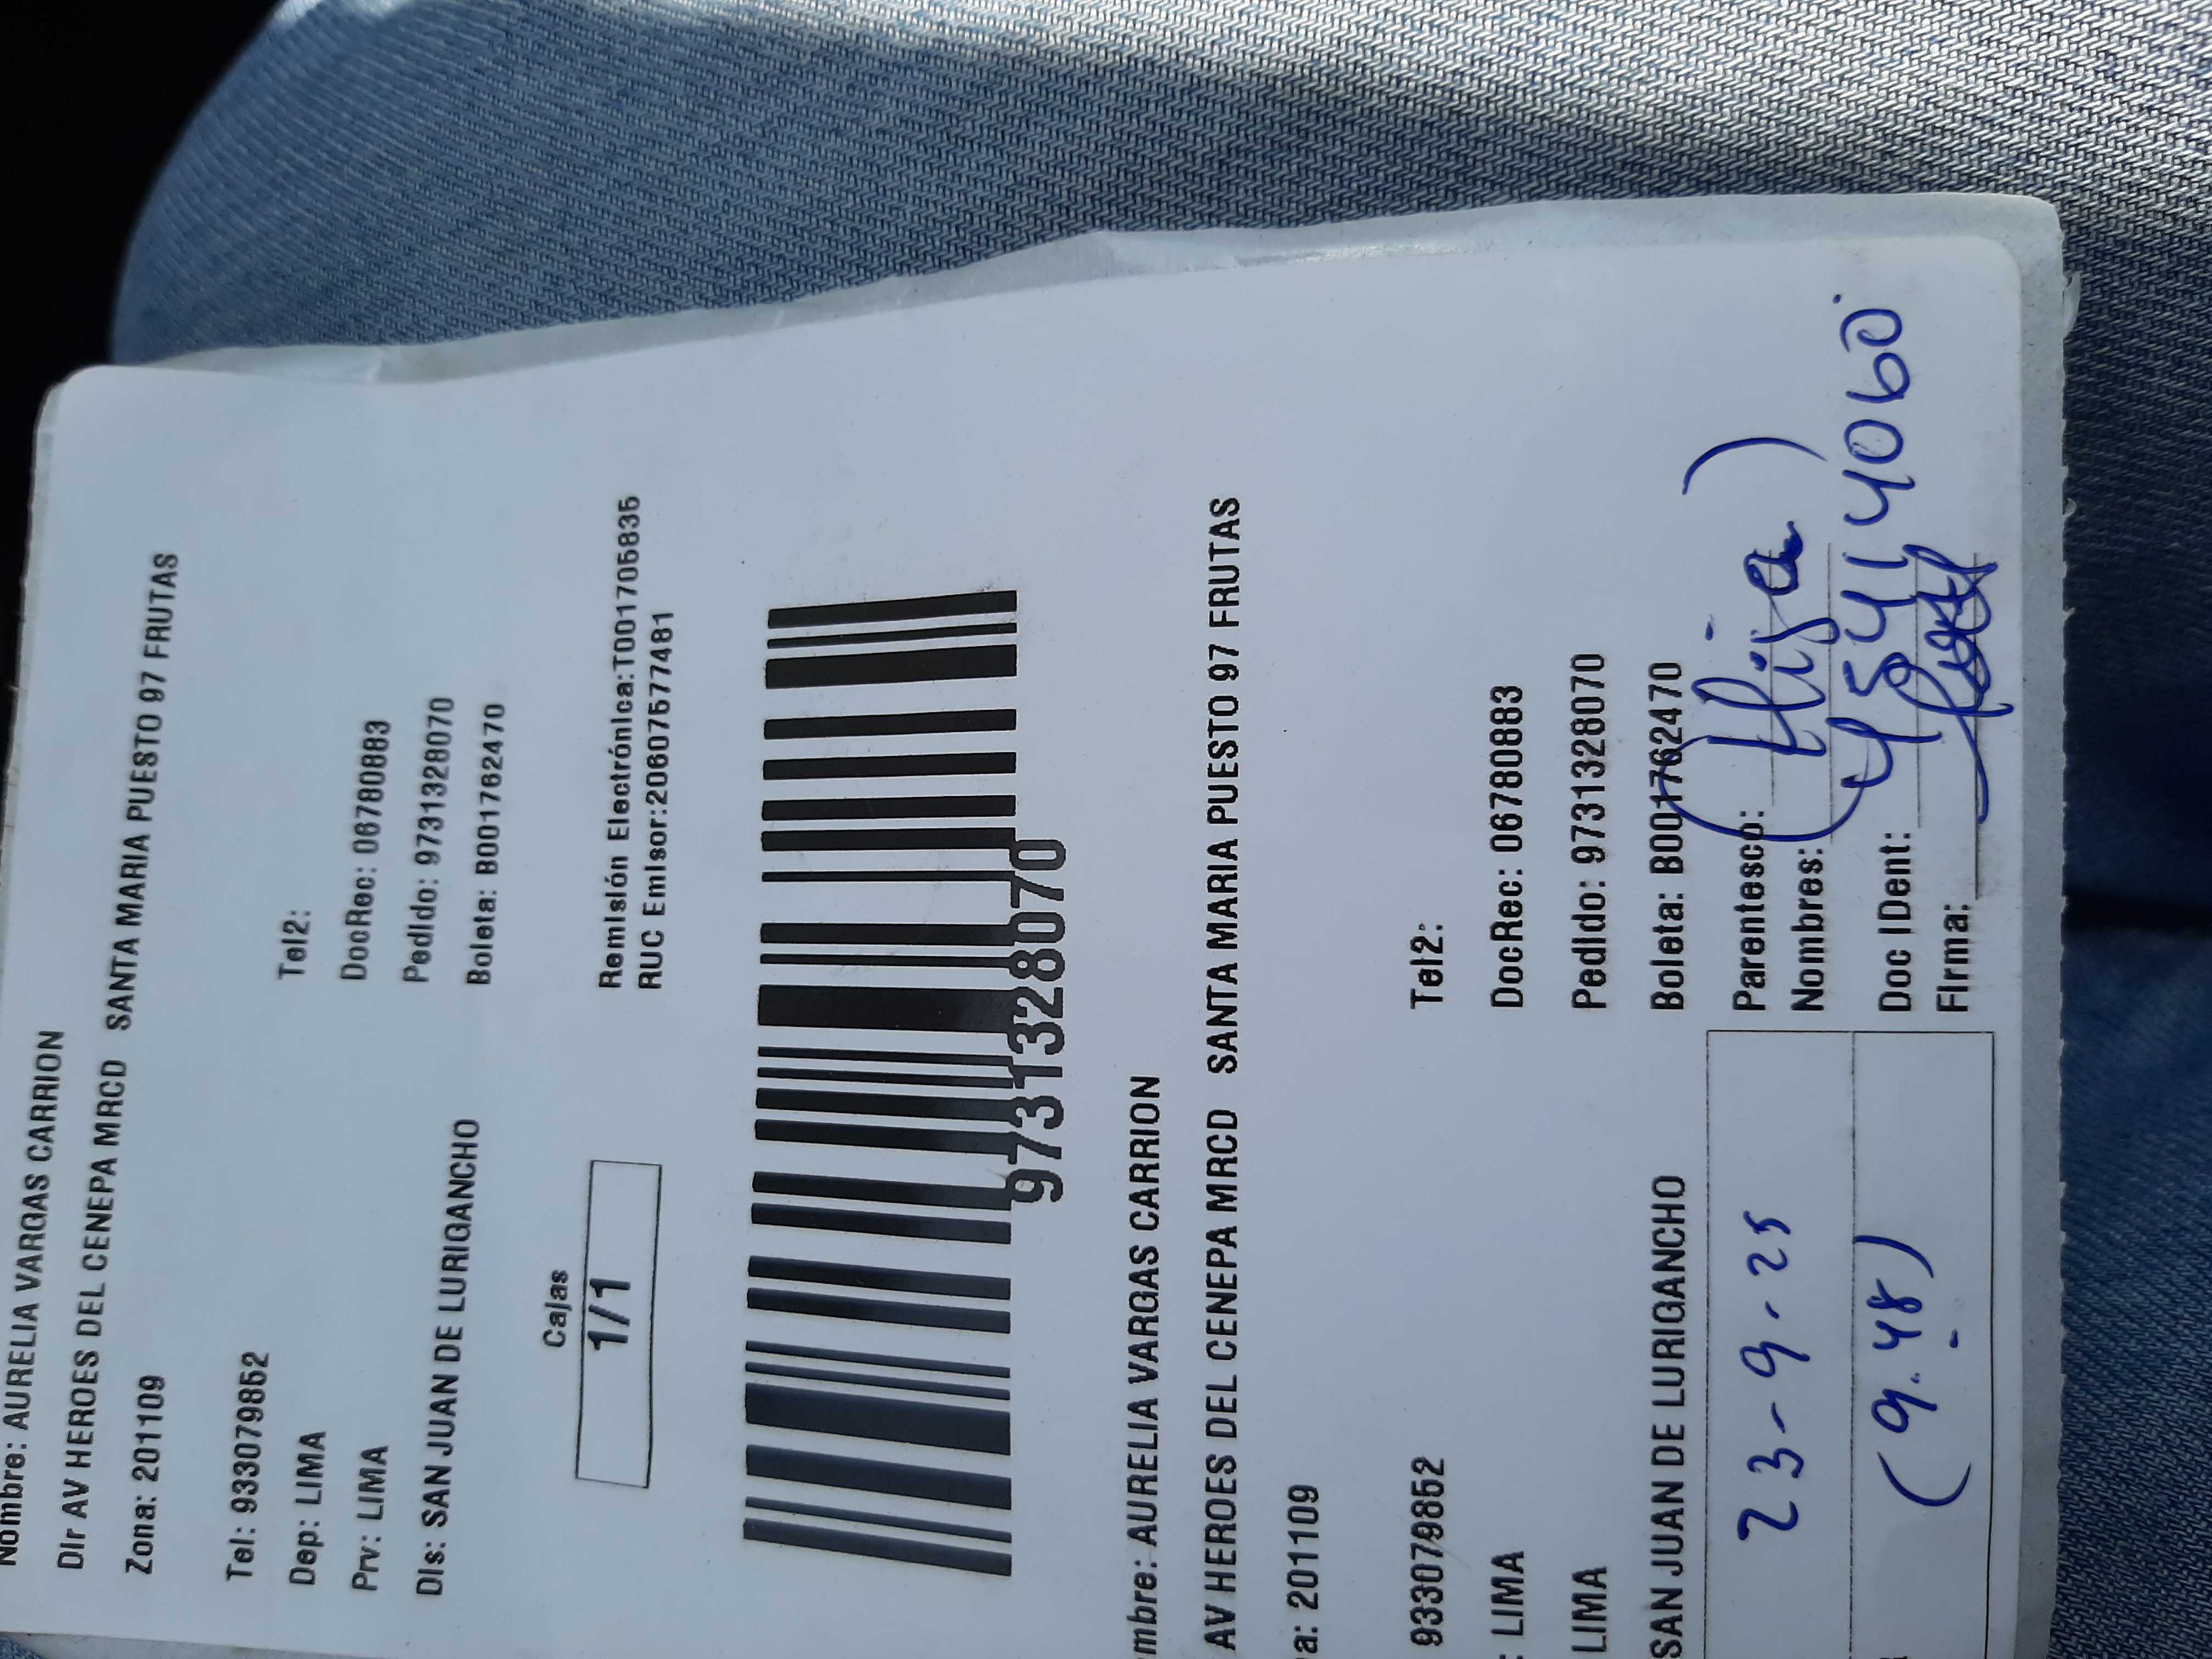 Nombre: AURELIA VARGAS CARRION
Dir AV HEROES DEL CENEPA MRCD SANTA MARIA PUESTO 97 FRUTAS
Zona: 201109
Tel: 933079852 Tel2:
Dep: LIMA DocRec: 06780883
Prv: LIMA Pedido: 9731328070
Dis: SAN JUAN DE LURIGANCHO Boleta: B001762470
Cajas
1/1
Remisión Electrónica:T001705835
RUC Emisor:20607577481
9731328070
mbre: AURELIA VARGAS CARRION
AV HEROES DEL CENEPA MRCD SANTA MARIA PUESTO 97 FRUTAS
a: 201109
933079852 Tel2:
: LIMA DocRec: 06780883
LIMA Pedido: 9731328070
SAN JUAN DE LURIGANCHO Boleta: B001762470
23-9-25 Parentesco: (Hija)
Nombres:
(9.48) Doc IDent: 45414060
Firma: